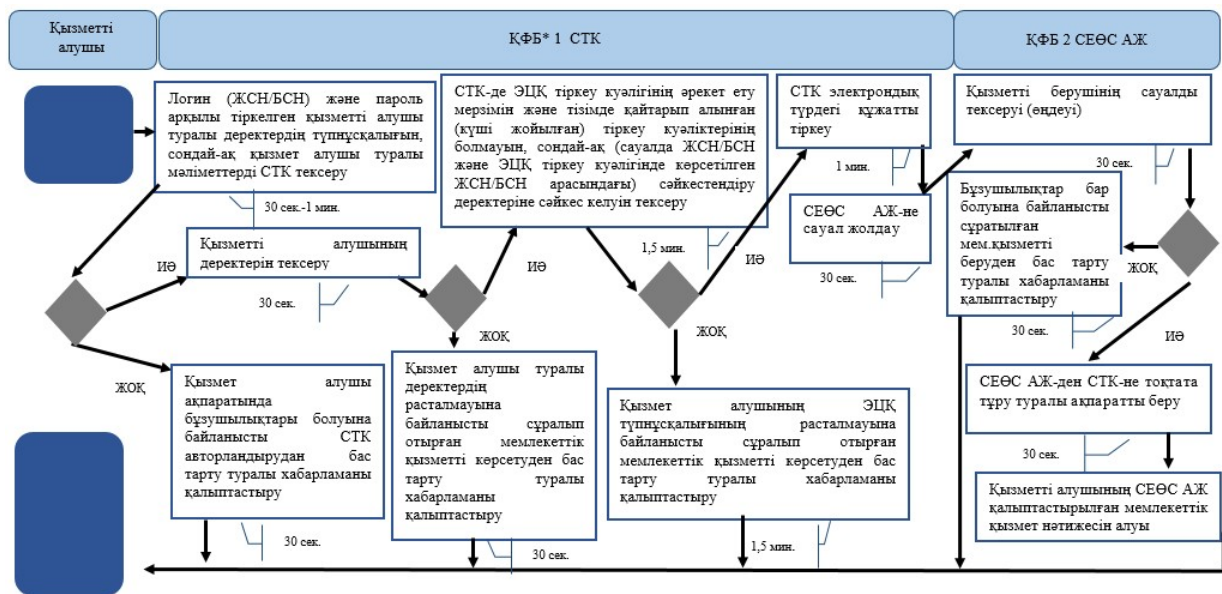 Қызметті
алушы
ҚФБ* 1 СТК
ҚФБ 2 СЕӨС АЖ
Логин (ЖСН/БСН) және пароль
арқылы тіркелген қызметті алушы
туралы деректердің түпнұсқалығын,
сондай-ақ қызмет алушы туралы
мәліметтерді СТК тексеру
30 сек.-1 мин.
СТК-де ЭЦҚ тіркеу куәлігінің әрекет ету
мерзімін және тізімде қайтарып алынған
(күші жойылған) тіркеу куәліктерінің
болмауын, сондай-ақ (сауалда ЖСН/БСН
және ЭЦҚ тіркеу куәлігінде көрсетілген
ЖСН/БСН арасындағы) сәйкестендіру
деректеріне сәйкес келуін тексеру
1,5 мин.
СТК электрондық
түрдегі құжатты
тіркеу
1 мин.
Қызметті берушінің сауалды
тексеруі (өңдеуі)
30 сек.
Қызметті алушының
деректерін тексеру
30 сек.
ИӘ
ИӘ
ИӘ
СЕӨС АЖ-не
сауал жолдау
30 сек.
Бұзушылықтар бар
болуына байланысты
сұратылған
мем.қызметті
беруден бас тарту
туралы хабарламаны
қалыптастыру
30 сек.
ЖОҚ
ИӘ
ЖОҚ
ЖОҚ
ЖОҚ
Қызмет алушы
ақпаратында
бұзушылықтары болуына
байланысты СТК
авторландырудан бас
тарту туралы хабарламаны
қалыптастыру
30 сек.
Қызмет алушы туралы
деректердің
расталмауына
байланысты сұралып
отырған мемлекеттік
қызметті көрсетуден бас
тарту туралы
хабарламаны
қалыптастыру
30 сек.
Қызмет алушының ЭЦҚ
түпнұсқалығының расталмауына
байланысты сұралып отырған
мемлекеттік қызметті көрсетуден бас
тарту туралы хабарламаны
қалыптастыру
1,5 мин.
СЕӨС АЖ-ден СТК-не тоқтата
тұру туралы ақпаратты беру
30 сек.
Қызметті алушының СЕӨС АЖ
қалыптастырылған мемлекеттік
қызмет нәтижесін алуы